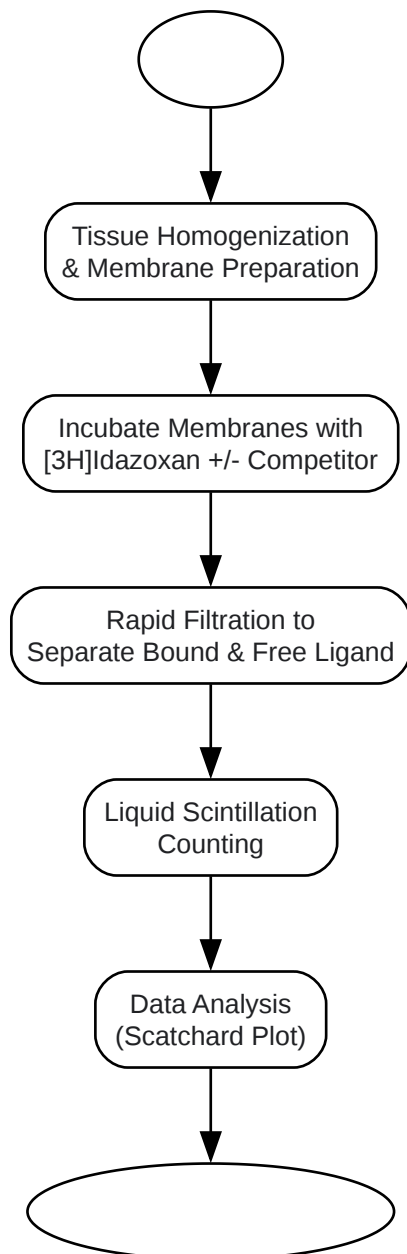 Tissue Homogenization
& Membrane Preparation
Incubate Membranes with
[3H]Idazoxan +/- Competitor
Rapid Filtration to
Separate Bound & Free Ligand
Liquid Scintillation
Counting
Data Analysis
(Scatchard Plot)